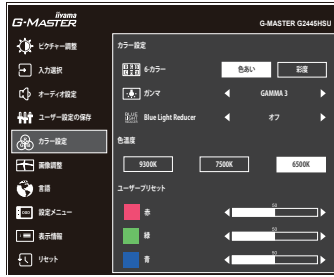 iiyama
G-MASTER
G-MASTER G2445HSU
ピクチャー調整
入力選択
オーディオ設定
ユーザー設定の保存
カラー設定
画像調整
言語
設定メニュー
表示情報
リセット
カラー設定
6-カラー 色あい 彩度
ガンマ GAMMA 3
Blue Light Reducer オフ
色温度
9300K 7500K 6500K
ユーザープリセット
赤 50
緑 50
青 50